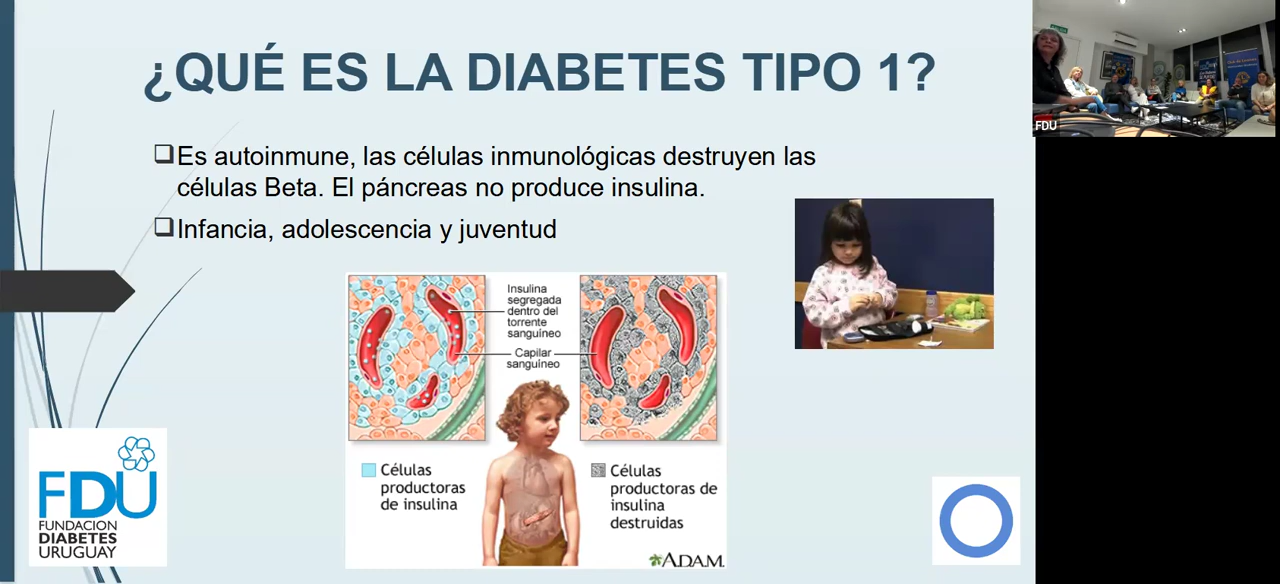 ¿QUÉ ES LA DIABETES TIPO 1?
Es autoinmune, las células inmunológicas destruyen las
células Beta. El páncreas no produce insulina.
Infancia, adolescencia y juventud
Insulina
segregada
dentro del
torrente
sanguíneo
Capilar
sanguíneo
Células
productoras
de insulina
Células
productoras de
insulina
destruidas
A.D.A.M.
FDU
FUNDACION
DIABETES
URUGUAY
FDU